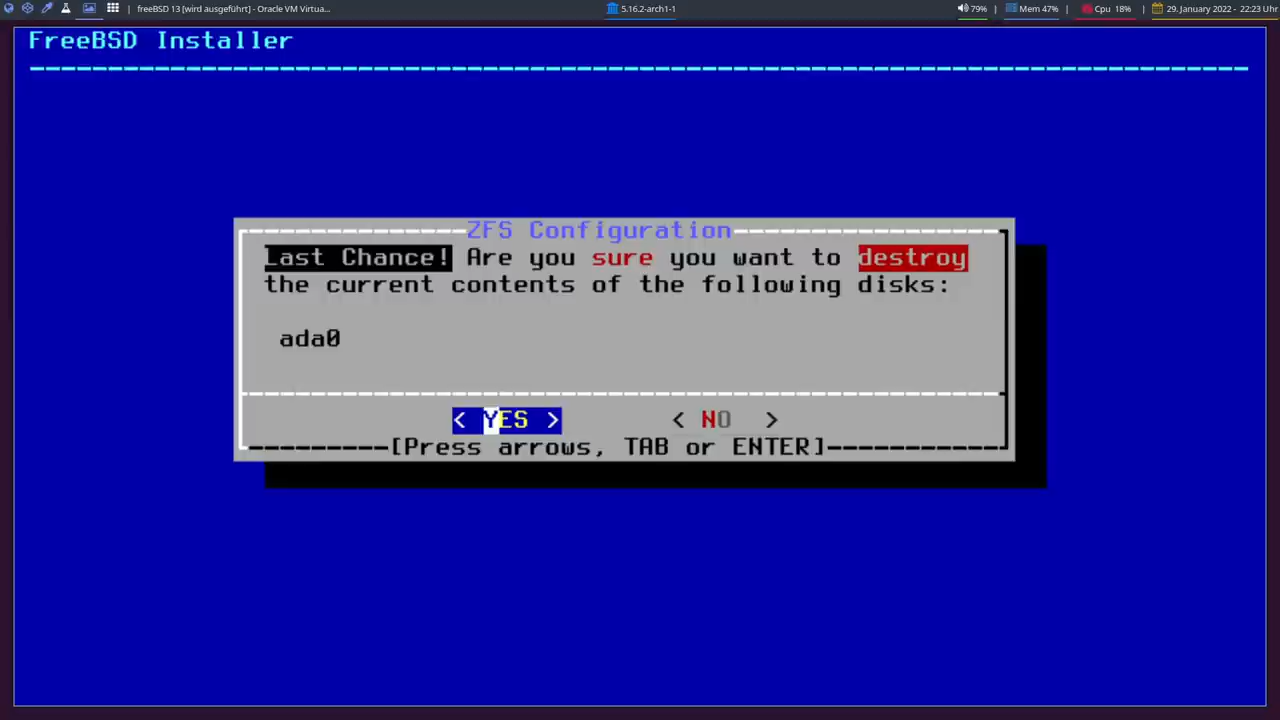 freeBSD 13 [wird ausgeführt] - Oracle VM Virtua... 5.16.2-arch1-1 79% | Mem 47% | Cpu 18% | 29. January 2022 - 22:23 Uhr
FreeBSD Installer
ZFS Configuration
Last Chance! Are you sure you want to destroy
the current contents of the following disks:
ada0
< YES > < NO >
[Press arrows, TAB or ENTER]